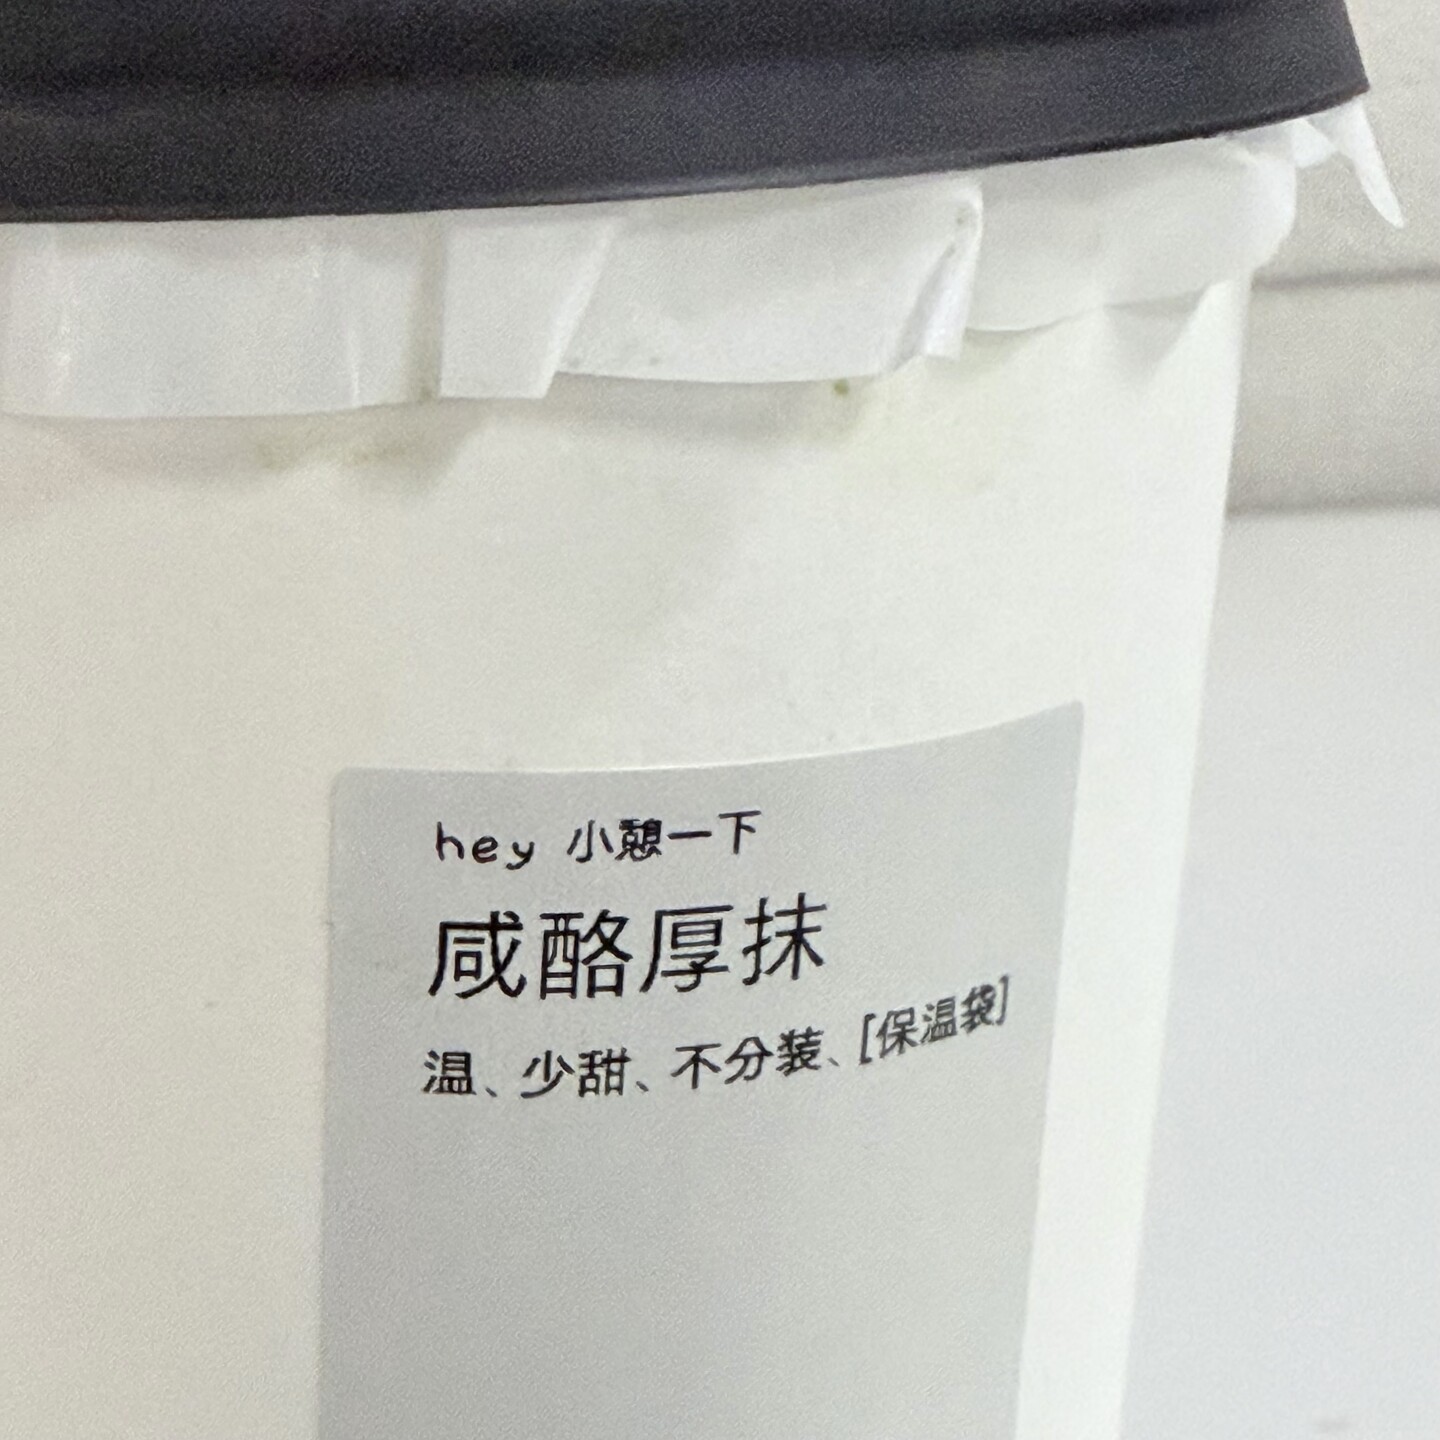 hey 小憩一下
咸酪厚抹
温、少甜、不分装、[保温袋]